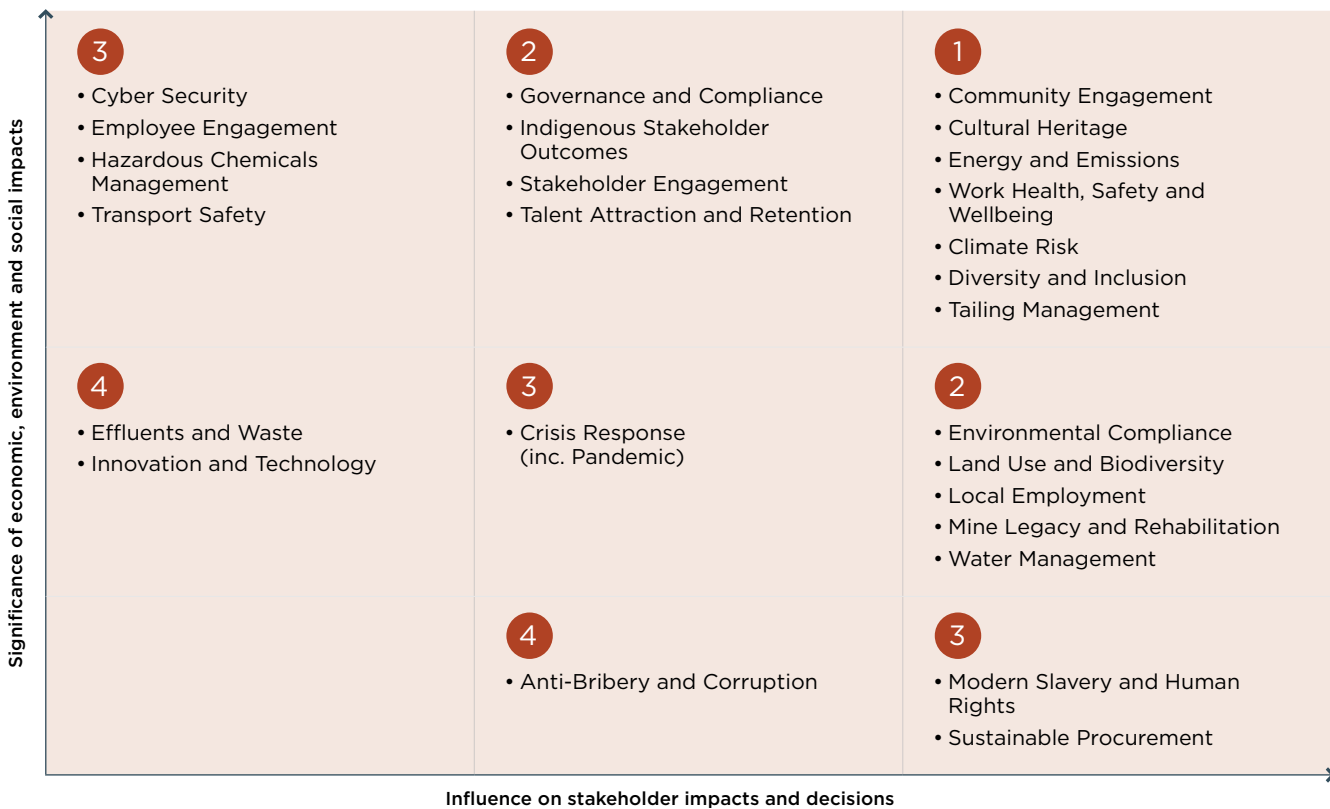 Significance of economic, environment and social impacts
3
• Cyber Security
• Employee Engagement
• Hazardous Chemicals
Management
• Transport Safety
2
• Governance and Compliance
• Indigenous Stakeholder
Outcomes
• Stakeholder Engagement
• Talent Attraction and Retention
1
• Community Engagement
• Cultural Heritage
• Energy and Emissions
• Work Health, Safety and
Wellbeing
• Climate Risk
• Diversity and Inclusion
• Tailing Management
4
• Effluents and Waste
• Innovation and Technology
3
• Crisis Response
(inc. Pandemic)
2
• Environmental Compliance
• Land Use and Biodiversity
• Local Employment
• Mine Legacy and Rehabilitation
• Water Management
4
• Anti-Bribery and Corruption
3
• Modern Slavery and Human
Rights
• Sustainable Procurement
Influence on stakeholder impacts and decisions